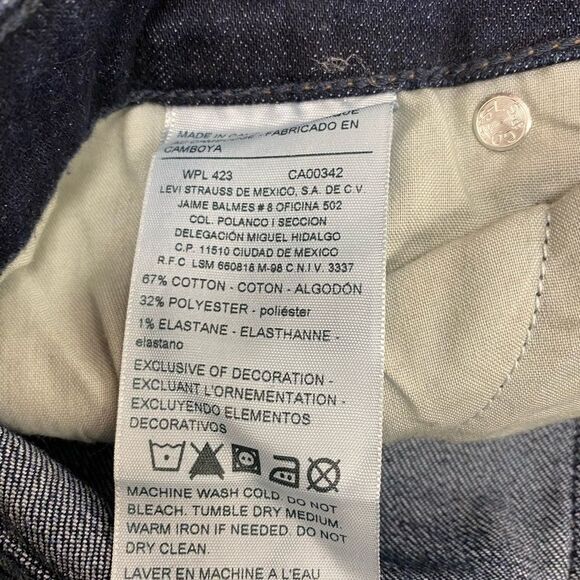 MADE IN
FABRICADO EN
CAMBOYA
WPL 423 CA00342
LEVI STRAUSS DE MEXICO, S.A. DE C.V.
JAIME BALMES # 8 OFICINA 502
COL. POLANCO I SECCION
DELEGACIÓN MIGUEL HIDALGO
C.P. 11510 CIUDAD DE MEXICO
R.F.C. LSM 650818 M-98 C.N.I.V. 3337
67% COTTON - COTON - ALGODÓN
32% POLYESTER - poliéster
1% ELASTANE - ELASTHANNE -
elastano
EXCLUSIVE OF DECORATION -
EXCLUANT L'ORNEMENTATION -
EXCLUYENDO ELEMENTOS
DECORATIVOS
MACHINE WASH COLD. DO NOT
BLEACH. TUMBLE DRY MEDIUM.
WARM IRON IF NEEDED. DO NOT
DRY CLEAN.
LAVER EN MACHINE A L'EAU